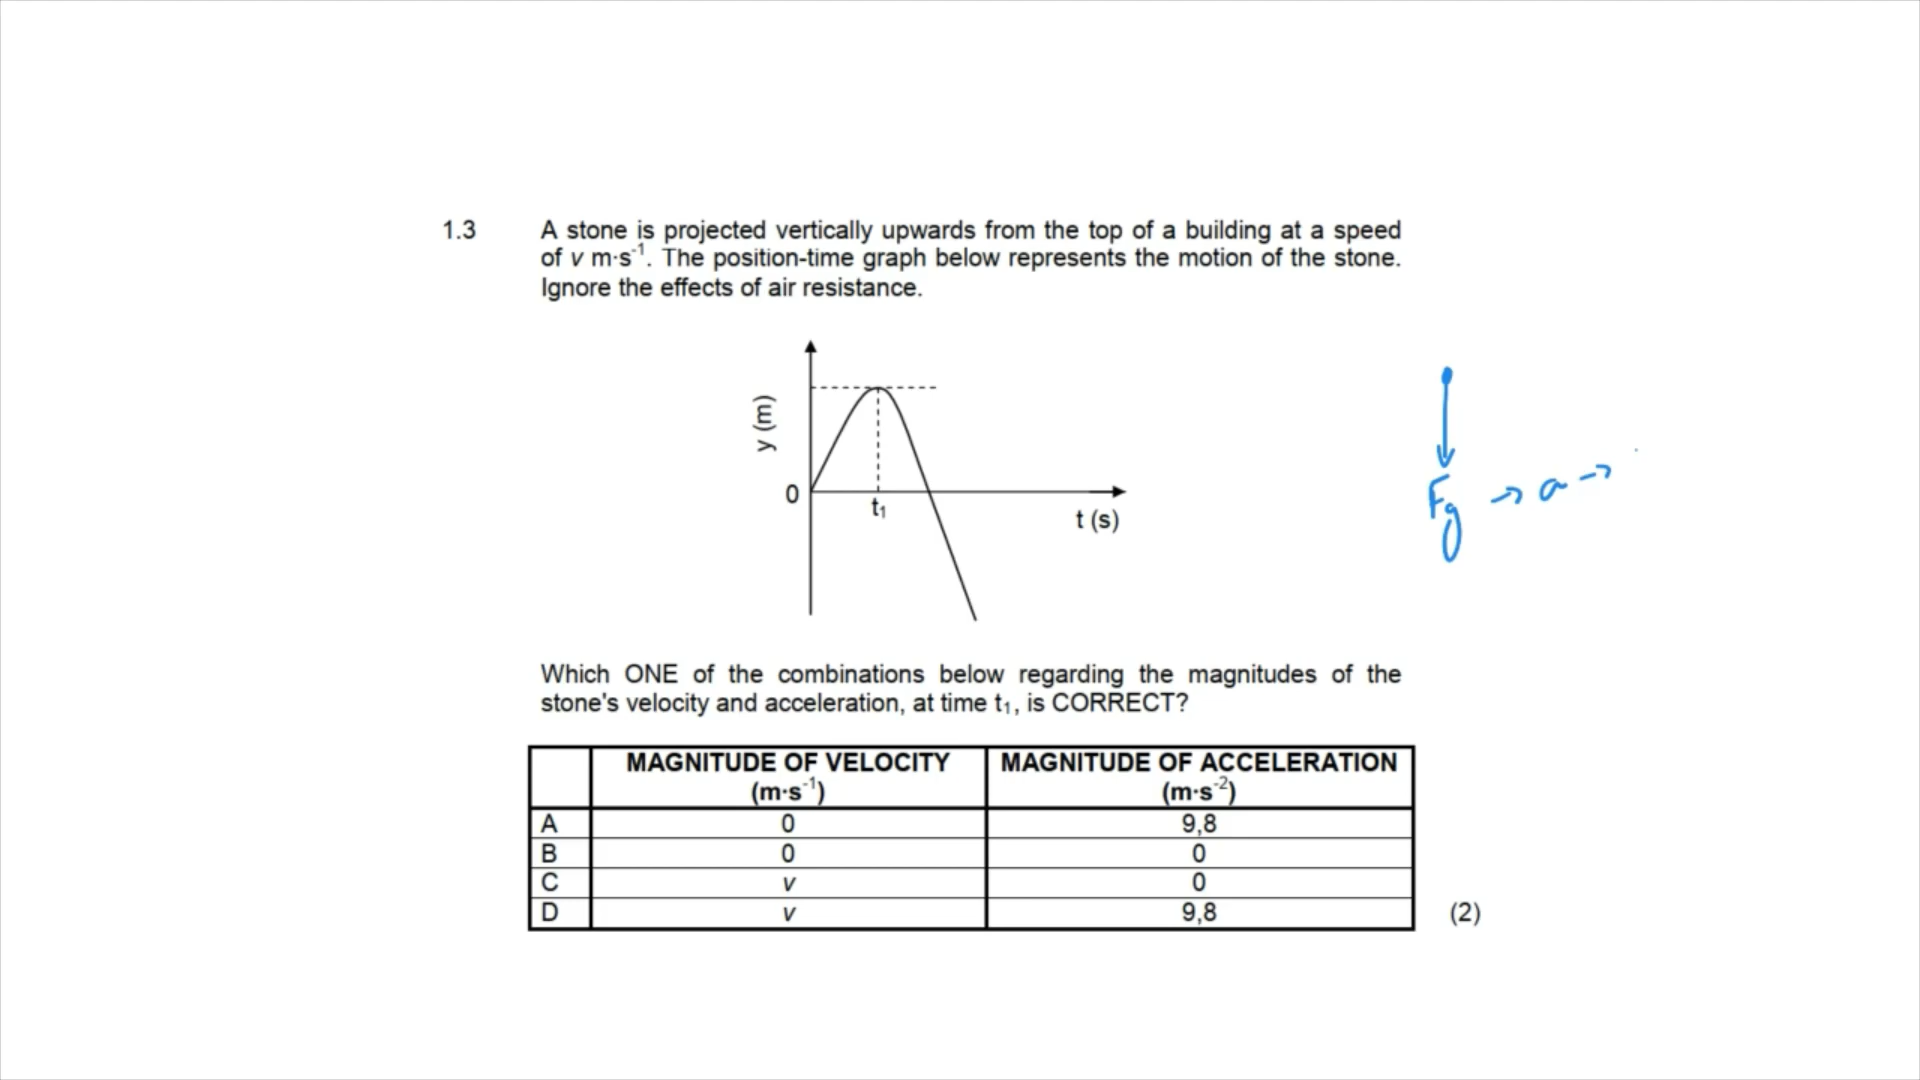 1.3 A stone is projected vertically upwards from the top of a building at a speed
of v m·s⁻¹. The position-time graph below represents the motion of the stone.
Ignore the effects of air resistance.
y (m)
0
t₁
t (s)
Fg → a →
Which ONE of the combinations below regarding the magnitudes of the
stone's velocity and acceleration, at time t₁, is CORRECT?
MAGNITUDE OF VELOCITY (m·s⁻¹) MAGNITUDE OF ACCELERATION (m·s⁻²)
A 0 9,8
B 0 0
C v 0
D v 9,8 (2)